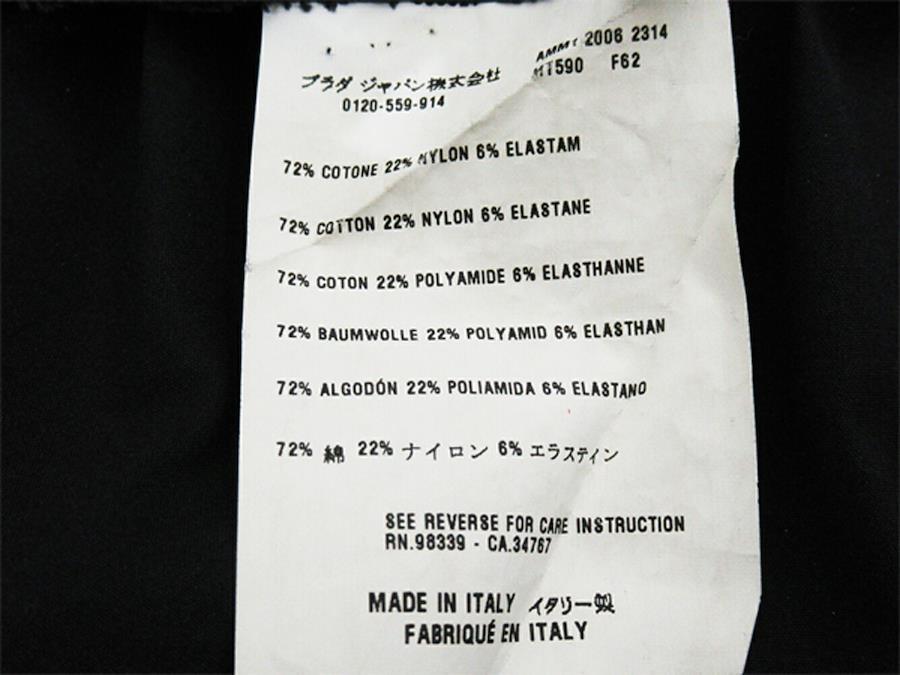 2006 2314
MT590 F62
プラダ ジャパン株式会社
0120-559-914
72% COTONE 22% NYLON 6% ELASTAM
72% COTTON 22% NYLON 6% ELASTANE
72% COTON 22% POLYAMIDE 6% ELASTHANNE
72% BAUMWOLLE 22% POLYAMID 6% ELASTHAN
72% ALGODÓN 22% POLIAMIDA 6% ELASTANO
72% 綿 22% ナイロン 6% エラスティン
SEE REVERSE FOR CARE INSTRUCTION
RN.98339 - CA.34767
MADE IN ITALY イタリー製
FABRIQUÉ EN ITALY